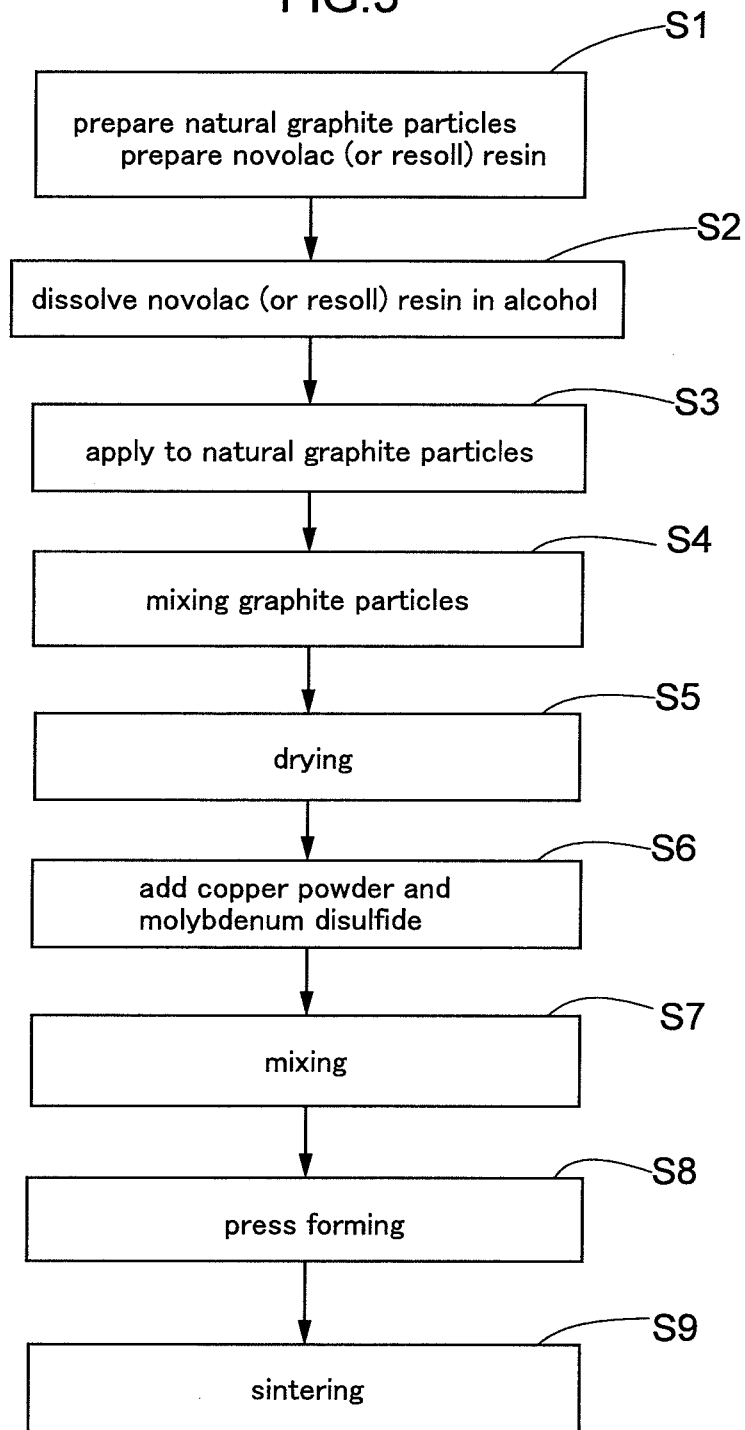 FIG.5
S1
prepare natural graphite particles
prepare novolac (or resoll) resin
S2
dissolve novolac (or resoll) resin in alcohol
S3
apply to natural graphite particles
S4
mixing graphite particles
S5
drying
S6
add copper powder and
molybdenum disulfide
S7
mixing
S8
press forming
S9
sintering